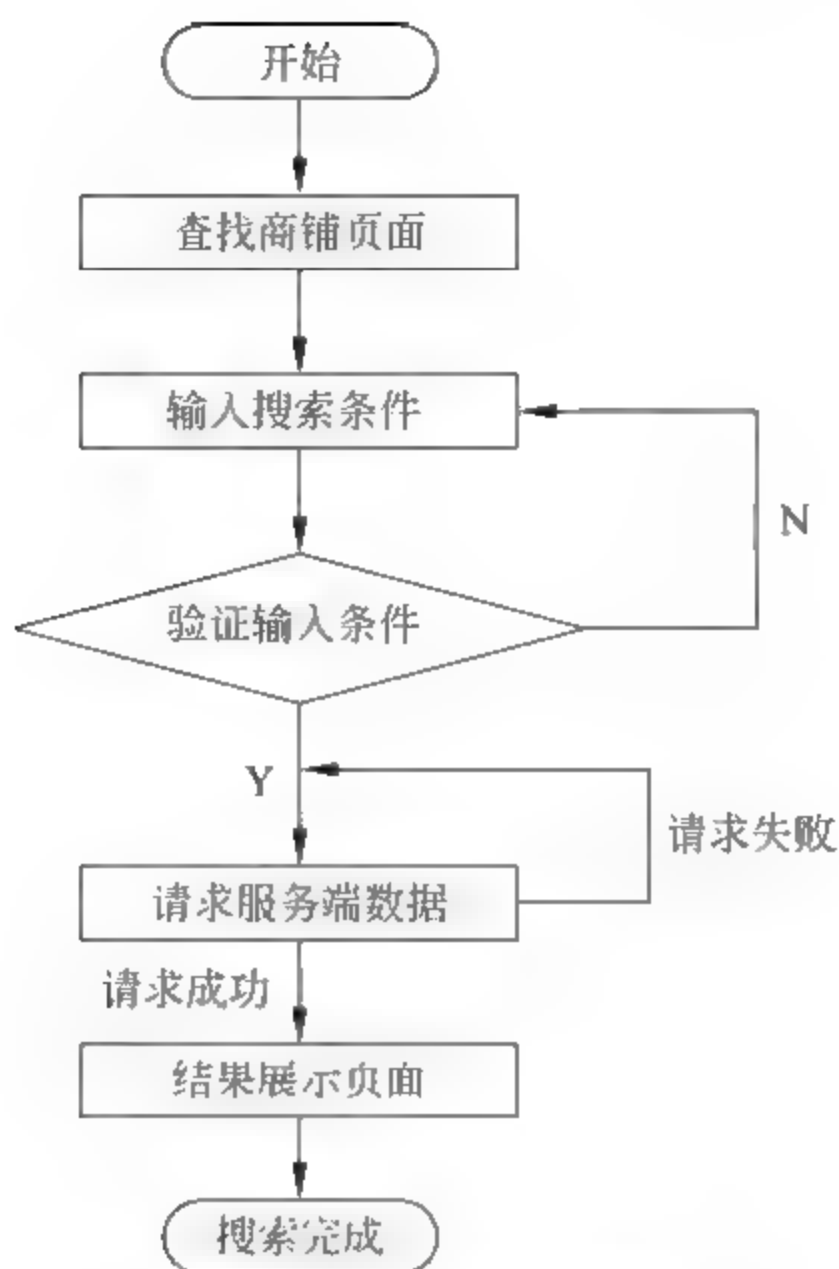 开始
查找商铺页面
输入搜索条件
N
验证输入条件
Y
请求失败
请求服务端数据
请求成功
结果展示页面
搜索完成